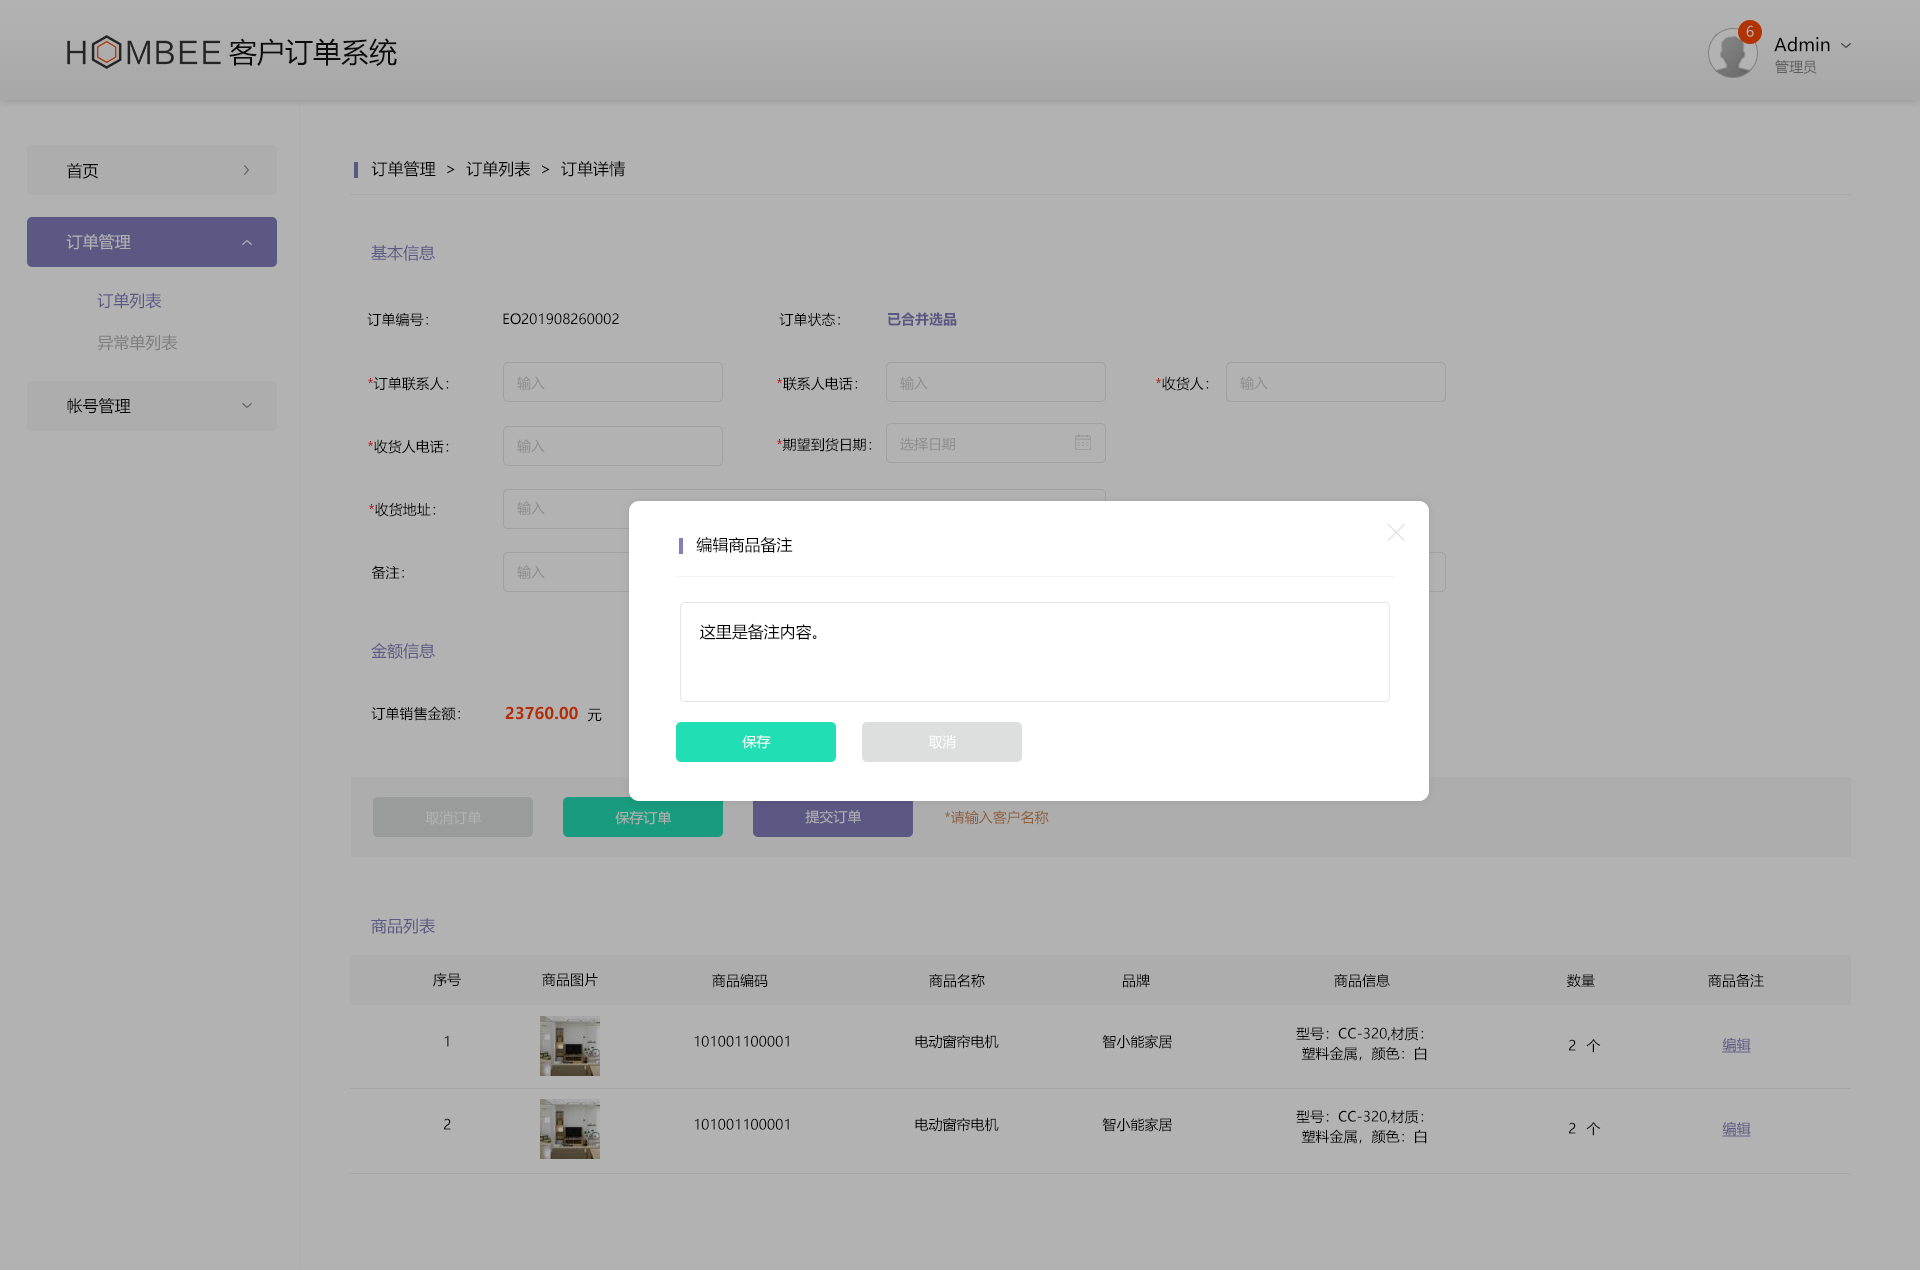 HOMBEE 客户订单系统
6
Admin
管理员
首页
订单管理
订单列表
异常单列表
帐号管理
订单管理 > 订单列表 > 订单详情
基本信息
订单编号： EO201908260002 订单状态： 已合并选品
*订单联系人： 输入 *联系人电话： 输入 *收货人： 输入
*收货人电话： 输入 *期望到货日期： 选择日期
*收货地址： 输入
备注： 输入
编辑商品备注
这里是备注内容。
保存 取消
金额信息
订单销售金额： 23760.00 元
取消订单 保存订单 提交订单 *请输入客户名称
商品列表
序号 商品图片 商品编码 商品名称 品牌 商品信息 数量 商品备注
1 101001100001 电动窗帘电机 智小能家居 型号：CC-320,材质： 2 个 编辑
塑料金属，颜色：白
2 101001100001 电动窗帘电机 智小能家居 型号：CC-320,材质： 2 个 编辑
塑料金属，颜色：白